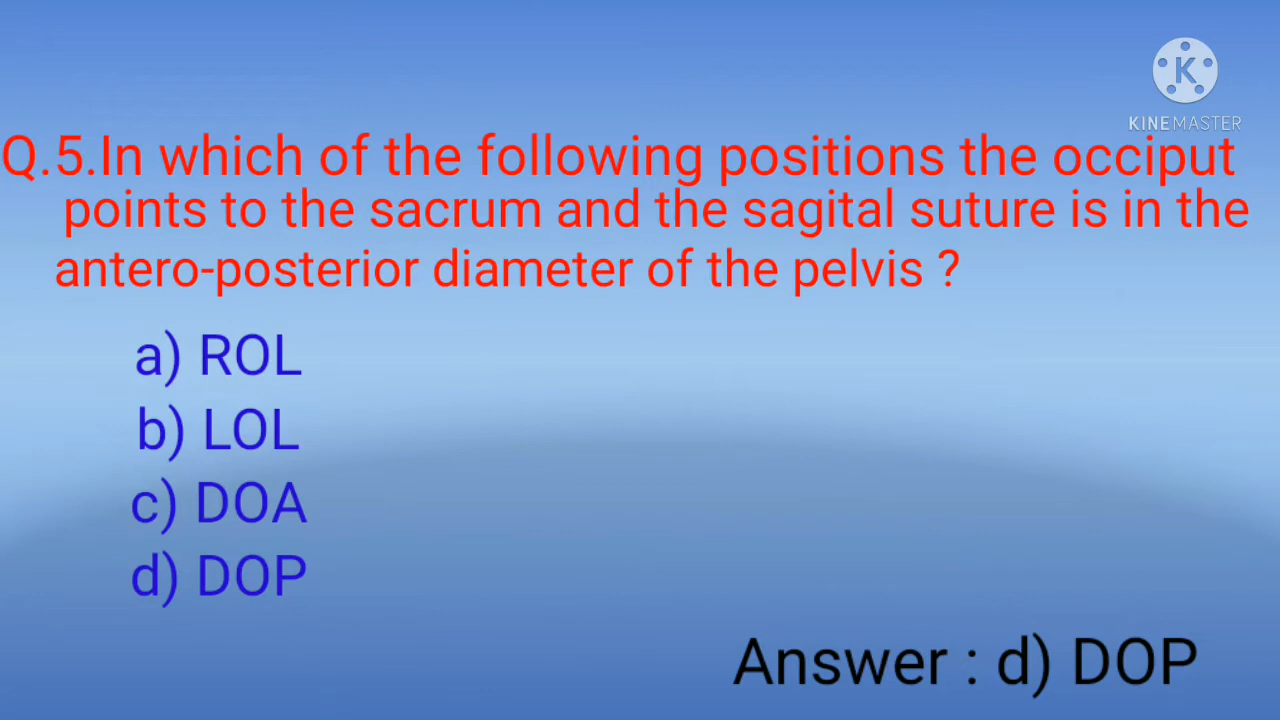 K
KINEMASTER
Q.5.In which of the following positions the occiput
points to the sacrum and the sagital suture is in the
antero-posterior diameter of the pelvis ?
a) ROL
b) LOL
c) DOA
d) DOP
Answer : d) DOP